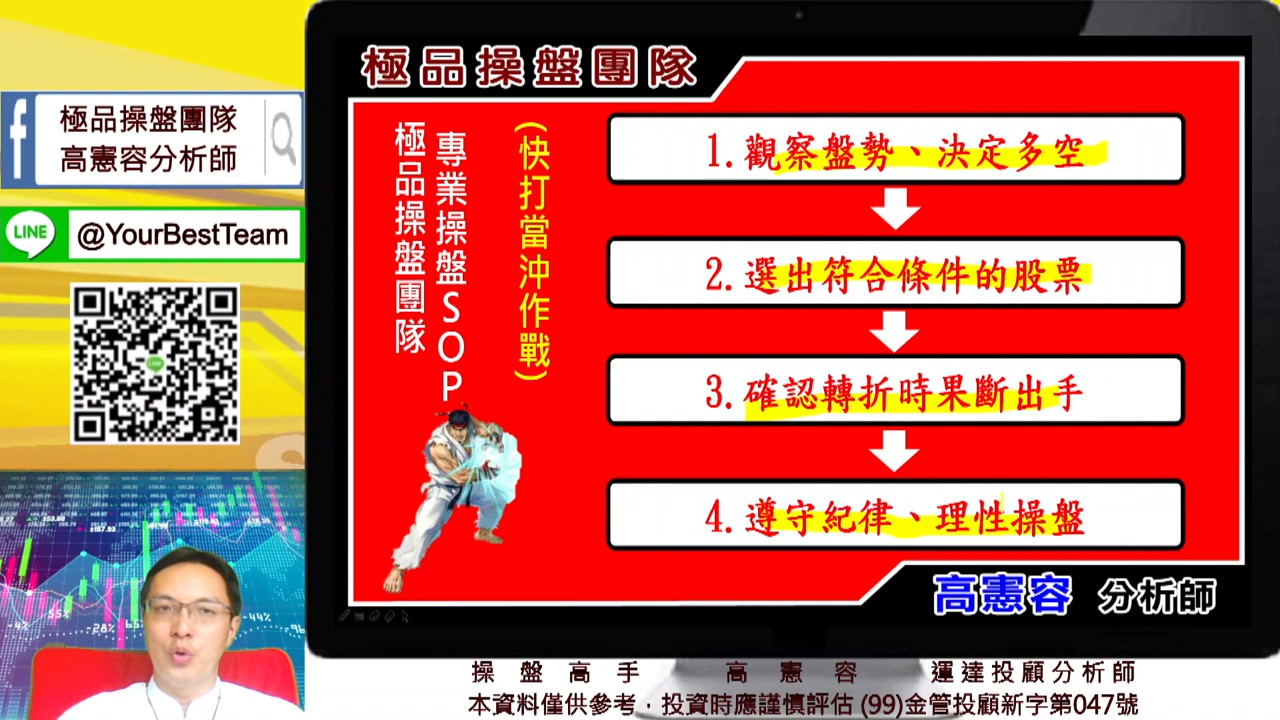 極品操盤團隊
高憲容分析師
LINE
@YourBestTeam
極品操盤團隊
極品操盤團隊
專業操盤SOP
(快打當沖作戰)
1.觀察盤勢、決定多空
2.選出符合條件的股票
3.確認轉折時果斷出手
4.遵守紀律、理性操盤
高憲容 分析師
操盤高手 高憲容 運達投顧分析師
本資料僅供參考，投資時應謹慎評估 (99)金管投顧新字第047號